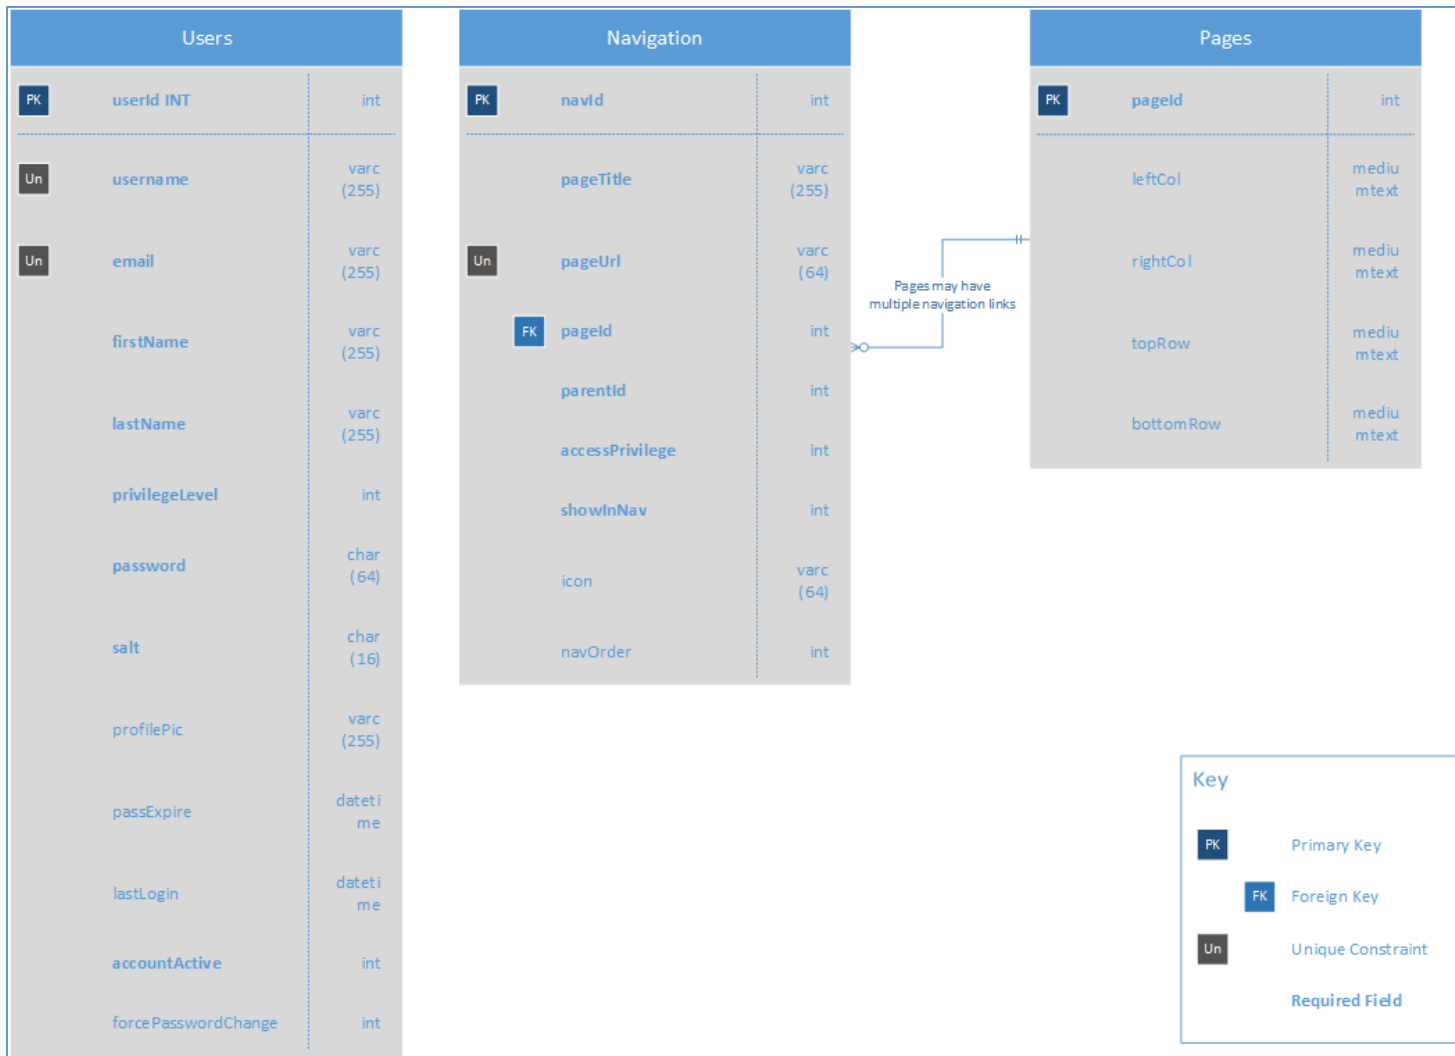 Users
PK userId INT int
Un username varc
(255)
Un email varc
(255)
firstName varc
(255)
lastName varc
(255)
privilegeLevel int
password char
(64)
salt char
(16)
profilePic varc
(255)
passExpire dateti
me
lastLogin dateti
me
accountActive int
forcePasswordChange int
Navigation
PK navId int
pageTitle varc
(255)
Un pageUrl varc
(64)
FK pageId int
parentId int
accessPrivilege int
showInNav int
icon varc
(64)
navOrder int
Pages may have
multiple navigation links
Pages
PK pageId int
leftCol mediu
mtext
rightCol mediu
mtext
topRow mediu
mtext
bottomRow mediu
mtext
Key
PK Primary Key
FK Foreign Key
Un Unique Constraint
Required Field